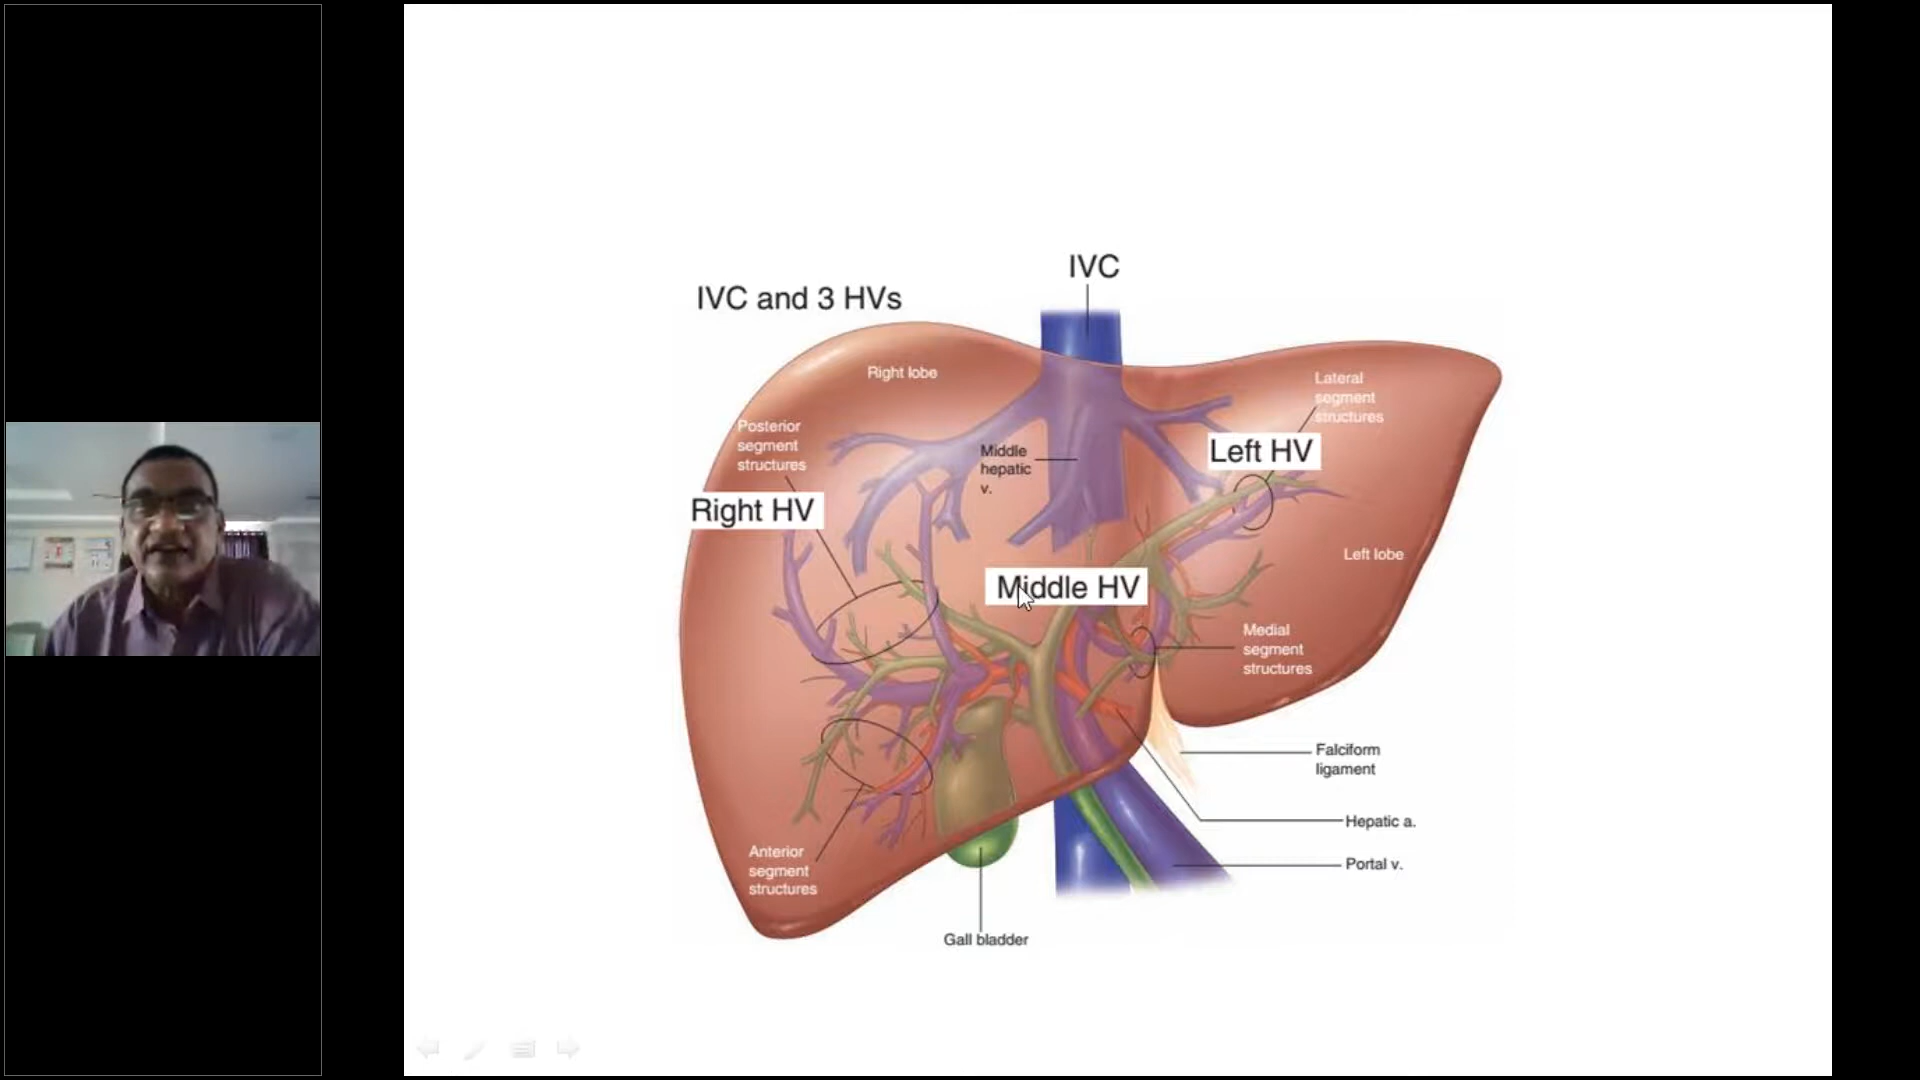 IVC
IVC and 3 HVs
Right lobe
Lateral
segment
structures
Posterior
segment
structures
Middle
hepatic
v.
Left HV
Right HV
Left lobe
Middle HV
Medial
segment
structures
Falciform
ligament
Hepatic a.
Portal v.
Anterior
segment
structures
Gall bladder